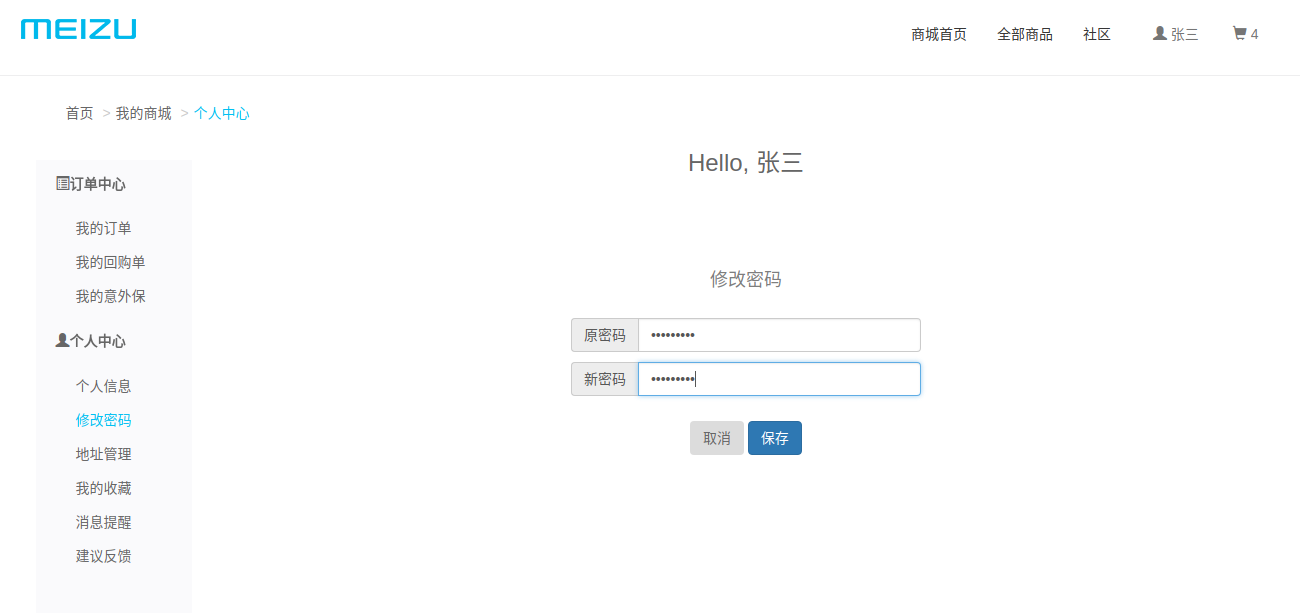 MEIZU
商城首页 全部商品 社区 张三 4
首页 > 我的商城 > 个人中心
Hello, 张三
订单中心
我的订单
我的回购单
我的意外保
个人中心
个人信息
修改密码
地址管理
我的收藏
消息提醒
建议反馈
修改密码
原密码 •••••••••
新密码 •••••••••
取消 保存